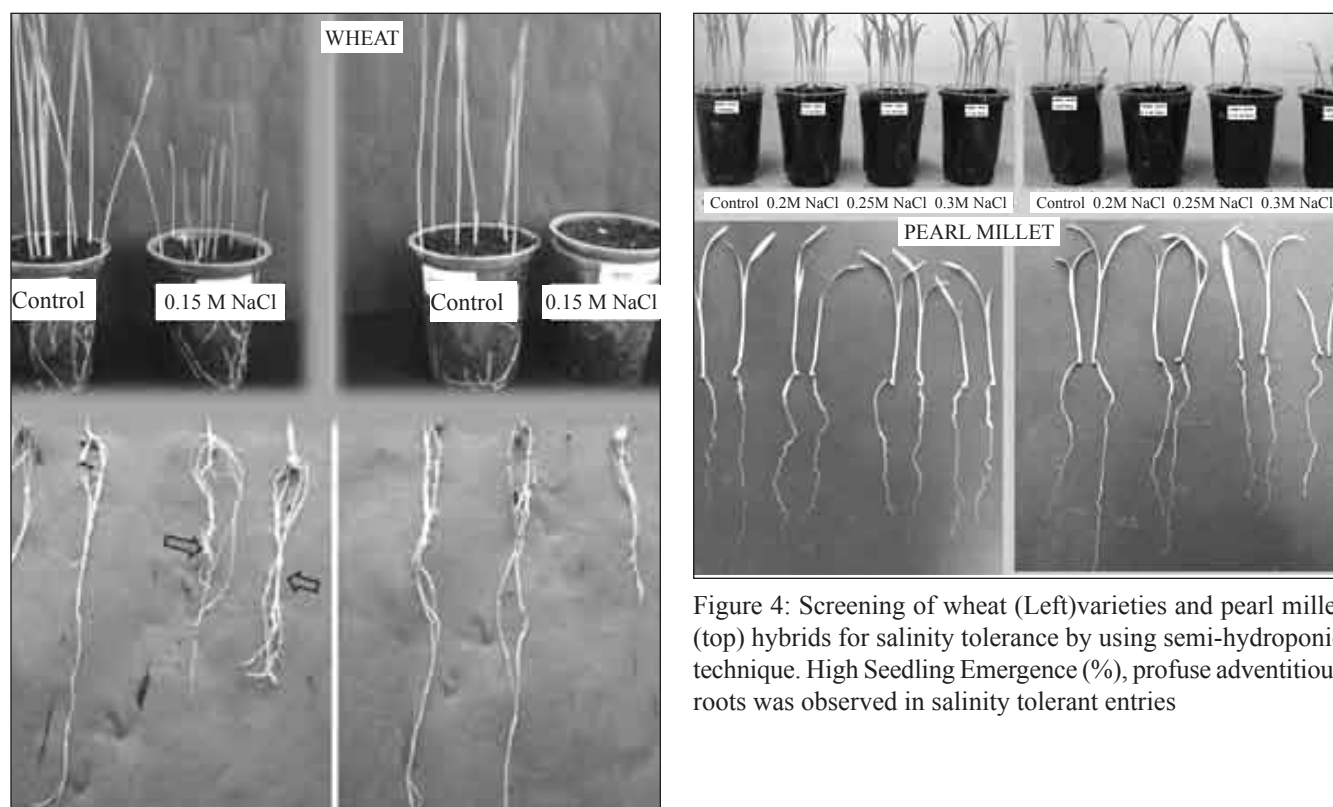 WHEAT
Control
0.15 M NaCl
Control
0.15 M NaCl
Control 0.2M NaCl 0.25M NaCl 0.3M NaCl
Control 0.2M NaCl 0.25M NaCl 0.3M NaCl
PEARL MILLET
Figure 4: Screening of wheat (Left)varieties and pearl mille
(top) hybrids for salinity tolerance by using semi-hydroponi
technique. High Seedling Emergence (%), profuse adventitiou
roots was observed in salinity tolerant entries